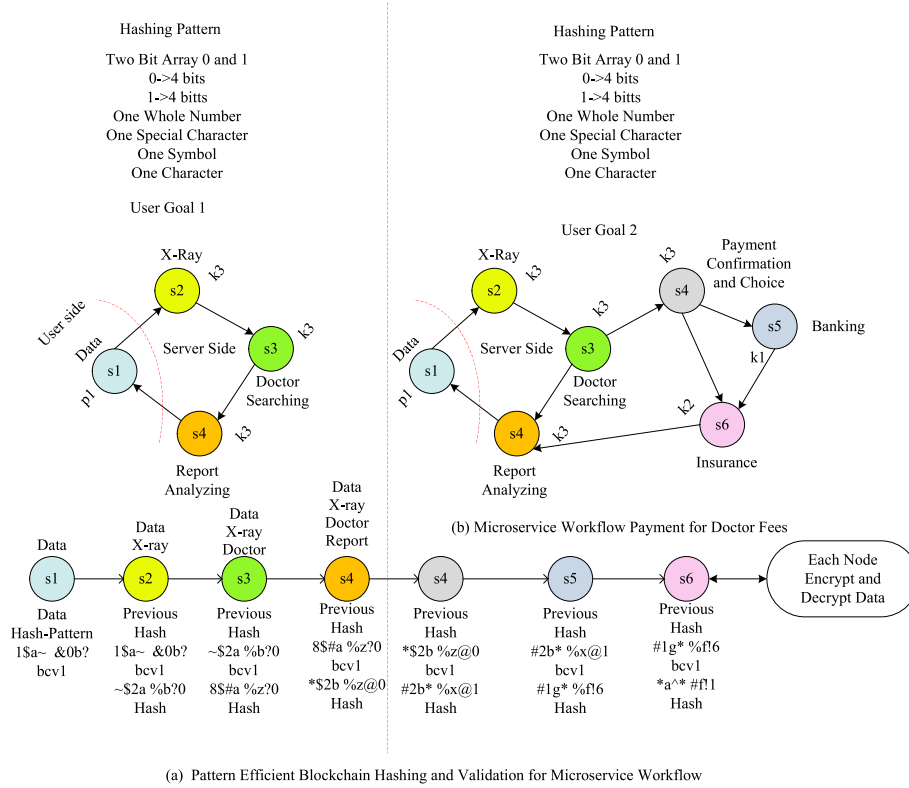 Hashing Pattern
Two Bit Array 0 and 1
0->4 bits
1->4 bitts
One Whole Number
One Special Character
One Symbol
One Character
User Goal 1
X-Ray
k3
s2
User side
Data
Server Side
k3
s3
s1
p1
Doctor
Searching
s4
k3
Report
Analyzing
Hashing Pattern
Two Bit Array 0 and 1
0->4 bits
1->4 bitts
One Whole Number
One Special Character
One Symbol
One Character
User Goal 2
X-Ray
k3
s2
k3
s4
Payment
Confirmation
and Choice
s5
Banking
k1
Data
Server Side
k3
s3
s1
p1
Doctor
Searching
s4
k3
k2
s6
Insurance
Report
Analyzing
(b) Microservice Workflow Payment for Doctor Fees
Data
s1
Data
Hash-Pattern
1$a~ &0b?
bcv1
Data
X-ray
s2
Previous
Hash
1$a~ &0b?
bcv1
~$2a %b?0
Hash
Data
X-ray
Doctor
s3
Previous
Hash
~$2a %b?0
bcv1
8$#a %z?0
Hash
Data
X-ray
Doctor
Report
s4
Previous
Hash
8$#a %z?0
bcv1
*$2b %z@0
Hash
s4
Previous
Hash
*$2b %z@0
bcv1
#2b* %x@1
Hash
s5
Previous
Hash
#2b* %x@1
bcv1
#1g* %f!6
Hash
s6
Previous
Hash
#1g* %f!6
bcv1
*a^* #f!1
Hash
Each Node
Encrypt and
Decrypt Data
(a) Pattern Efficient Blockchain Hashing and Validation for Microservice Workflow